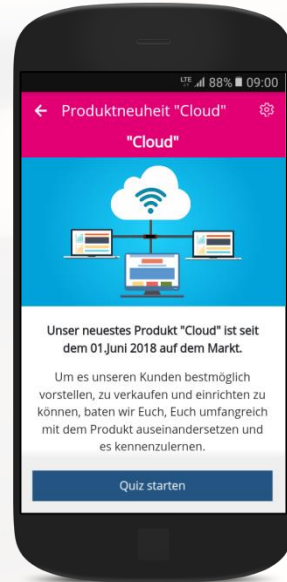 LTE 88% 09:00
Produktneuheit "Cloud"
"Cloud"
Unser neuestes Produkt "Cloud" ist seit
dem 01.Juni 2018 auf dem Markt.
Um es unseren Kunden bestmöglich
vorstellen, zu verkaufen und einrichten zu
können, baten wir Euch, Euch umfangreich
mit dem Produkt auseinandersetzen und
es kennenzulernen.
Quiz starten